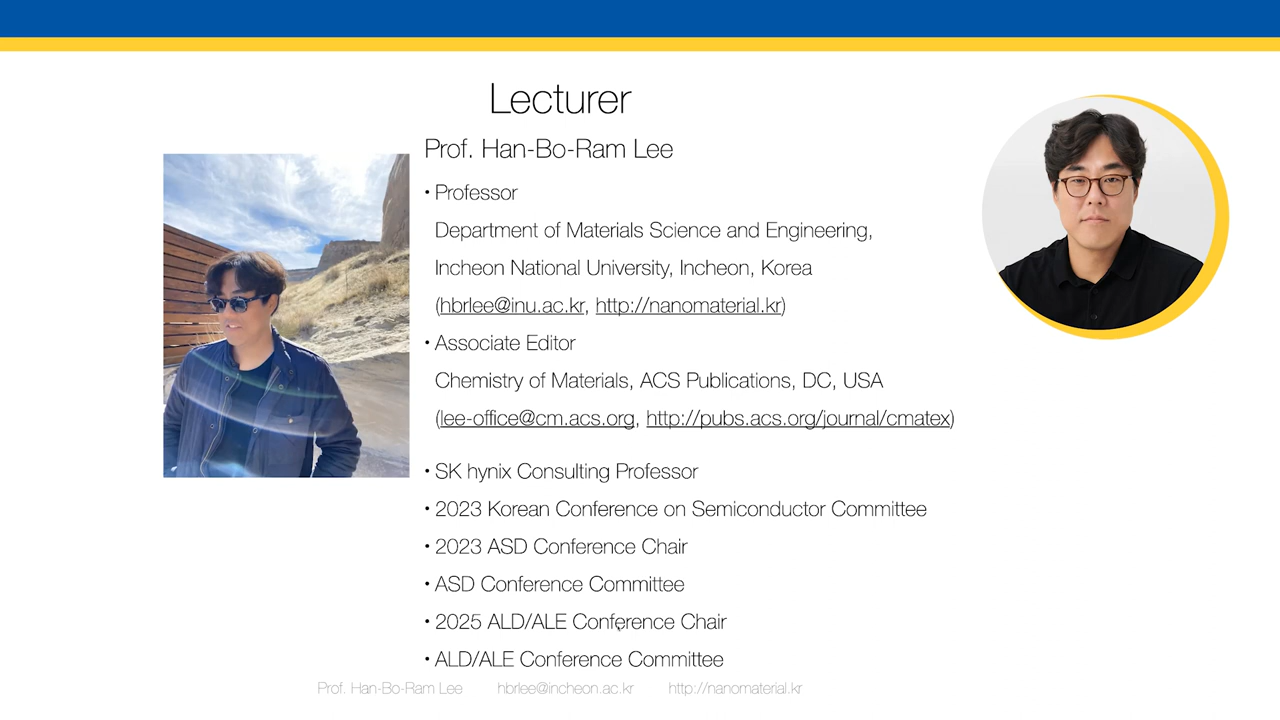 Lecturer
Prof. Han-Bo-Ram Lee
• Professor
Department of Materials Science and Engineering,
Incheon National University, Incheon, Korea
(hbrlee@inu.ac.kr, http://nanomaterial.kr)
• Associate Editor
Chemistry of Materials, ACS Publications, DC, USA
(lee-office@cm.acs.org, http://pubs.acs.org/journal/cmatex)
• SK hynix Consulting Professor
• 2023 Korean Conference on Semiconductor Committee
• 2023 ASD Conference Chair
• ASD Conference Committee
• 2025 ALD/ALE Conference Chair
• ALD/ALE Conference Committee
Prof. Han-Bo-Ram Lee hbrlee@incheon.ac.kr http://nanomaterial.kr